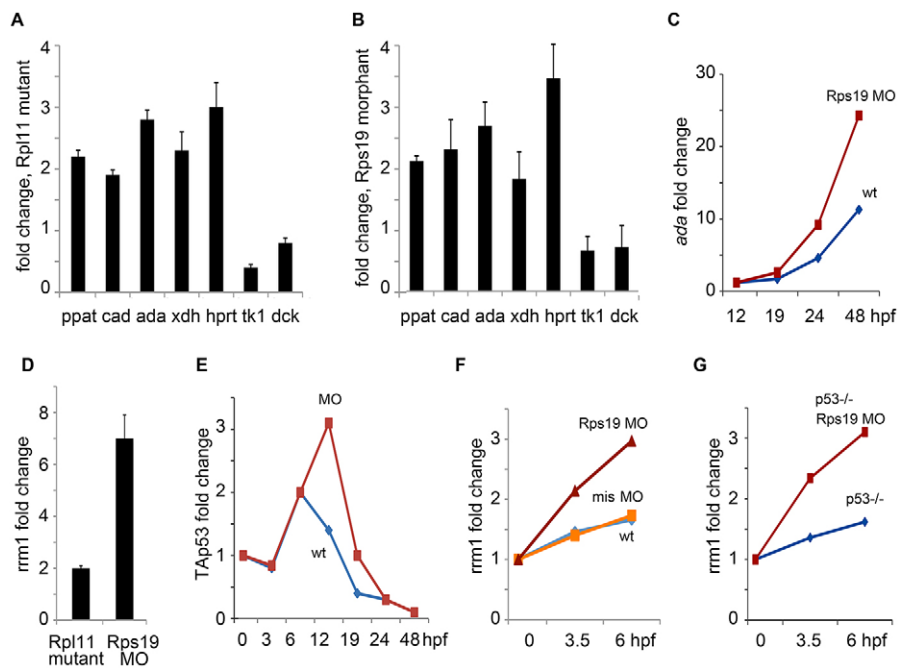 A
fold change, Rpl11 mutant
4
3
2
1
0
ppat cad ada xdh hprt tk1 dck
B
fold change, Rps19 morphant
4
3
2
1
0
ppat cad ada xdh hprt tk1 dck
C
ada fold change
30
20
10
0
Rps19 MO
wt
12 19 24 48 hpf
D
rrm1 fold change
8
6
4
2
0
Rpl11 mutant
Rps19 MO
E
TAp53 fold change
4
3
2
1
0
MO
wt
0 3 6 12 19 24 48 hpf
F
rrm1 fold change
3
2
1
0
Rps19 MO
mis MO
wt
0 3.5 6 hpf
G
rrm1 fold change
3
2
1
0
p53-/-
Rps19 MO
p53-/-
0 3.5 6 hpf